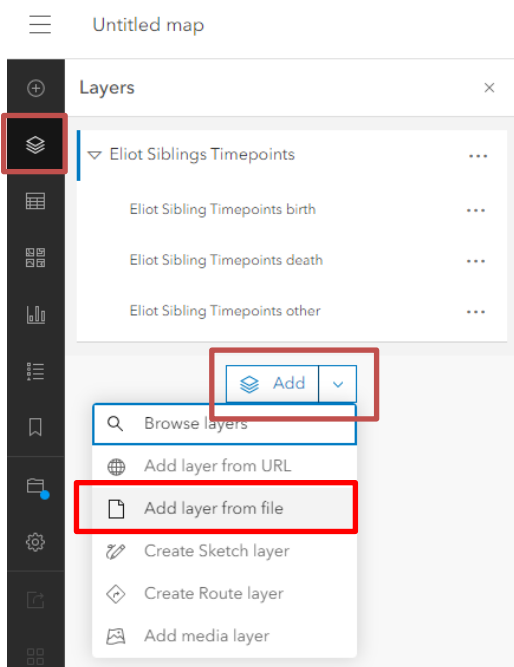 Untitled map
Layers
Eliot Siblings Timepoints
Eliot Sibling Timepoints birth
Eliot Sibling Timepoints death
Eliot Sibling Timepoints other
Add
Browse layers
Add layer from URL
Add layer from file
Create Sketch layer
Create Route layer
Add media layer